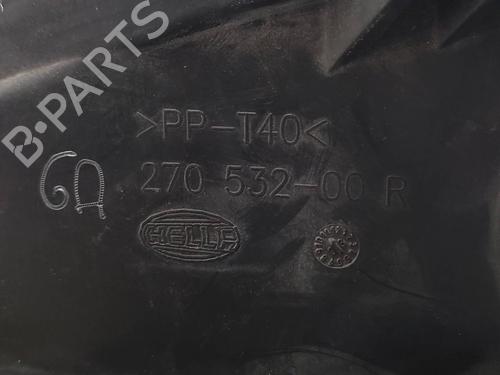 B-PARTS
>PP-T40<
270 532-00 R
6A
HELLA